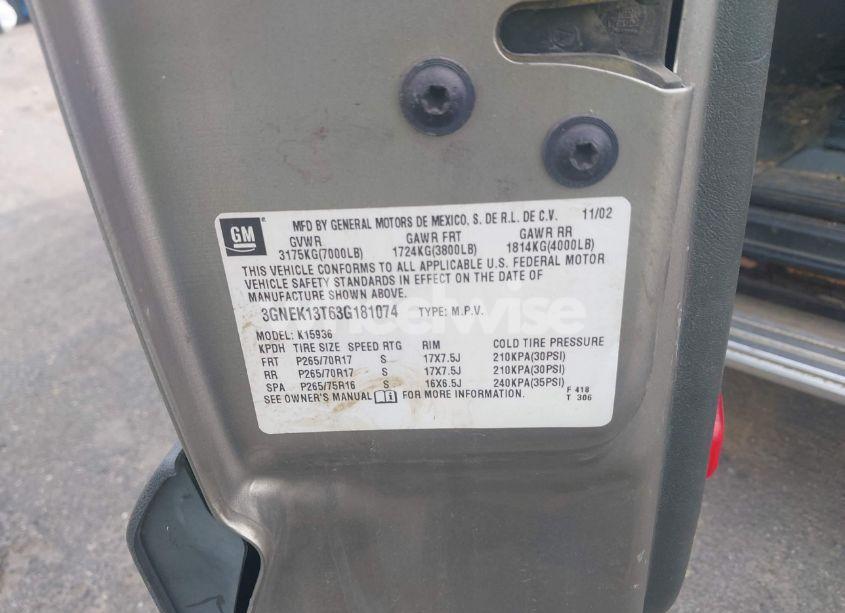 GM
MFD BY GENERAL MOTORS DE MEXICO, S. DE R.L. DE C.V. 11/02
GVWR GAWR FRT GAWR RR
3175KG(7000LB) 1724KG(3800LB) 1814KG(4000LB)
THIS VEHICLE CONFORMS TO ALL APPLICABLE U.S. FEDERAL MOTOR
VEHICLE SAFETY STANDARDS IN EFFECT ON THE DATE OF
MANUFACTURE SHOWN ABOVE.
3GNEK13T63G181074 TYPE: M.P.V.
MODEL: K15936
KPDH TIRE SIZE SPEED RTG RIM COLD TIRE PRESSURE
FRT P265/70R17 S 17X7.5J 210KPA(30PSI)
RR P265/70R17 S 17X7.5J 210KPA(30PSI)
SPA P265/75R16 S 16X6.5J 240KPA(35PSI)
SEE OWNER'S MANUAL FOR MORE INFORMATION.
F 418
T 306